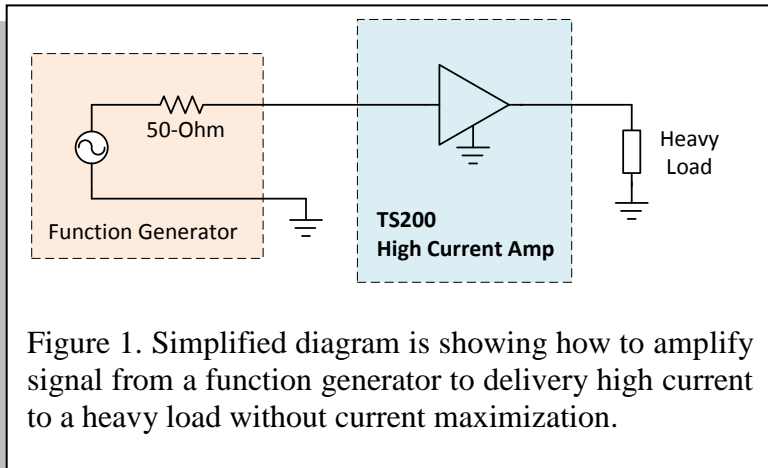 50-Ohm
Function Generator
TS200
High Current Amp
Heavy
Load
Figure 1. Simplified diagram is showing how to amplify
signal from a function generator to delivery high current
to a heavy load without current maximization.